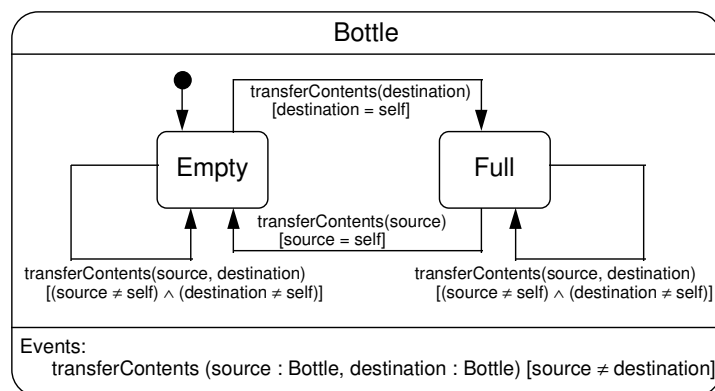 Bottle
transferContents(destination)
[destination = self]
Empty
Full
transferContents(source)
[source = self]
transferContents(source, destination)
[(source ≠ self) ∧ (destination ≠ self)]
transferContents(source, destination)
[(source ≠ self) ∧ (destination ≠ self)]
Events:
transferContents (source : Bottle, destination : Bottle) [source ≠ destination]